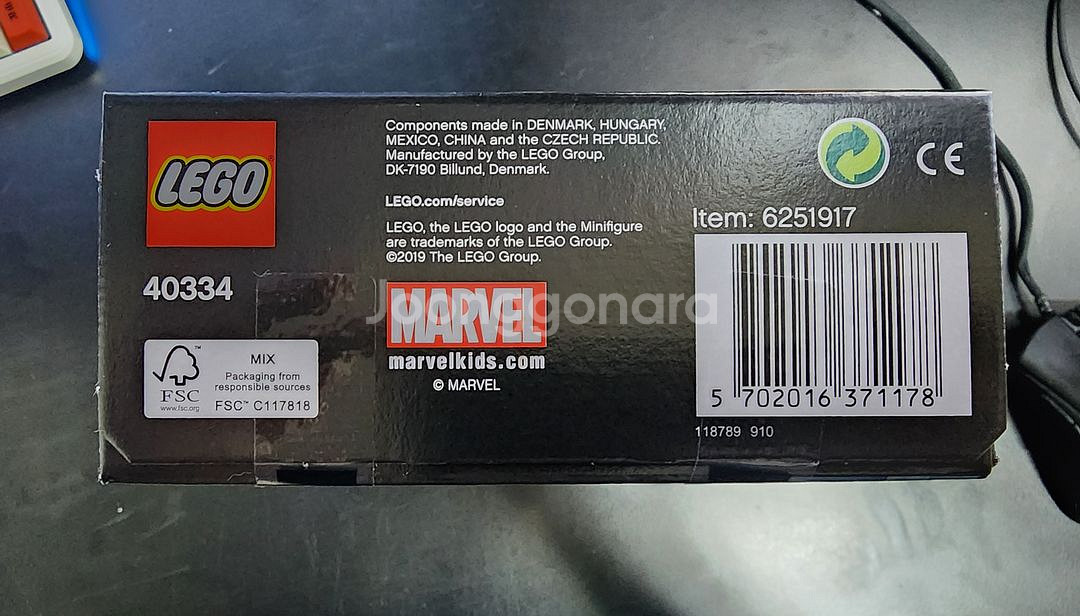 LEGO
40334
MIX
Packaging from
responsible sources
FSC™ C117818
FSC
www.fsc.org
Components made in DENMARK, HUNGARY,
MEXICO, CHINA and the CZECH REPUBLIC.
Manufactured by the LEGO Group,
DK-7190 Billund, Denmark.
LEGO.com/service
LEGO, the LEGO logo and the Minifigure
are trademarks of the LEGO Group.
©2019 The LEGO Group.
MARVEL
marvelkids.com
© MARVEL
CE
Item: 6251917
5 702016 371178
118789 910
Joonggonara